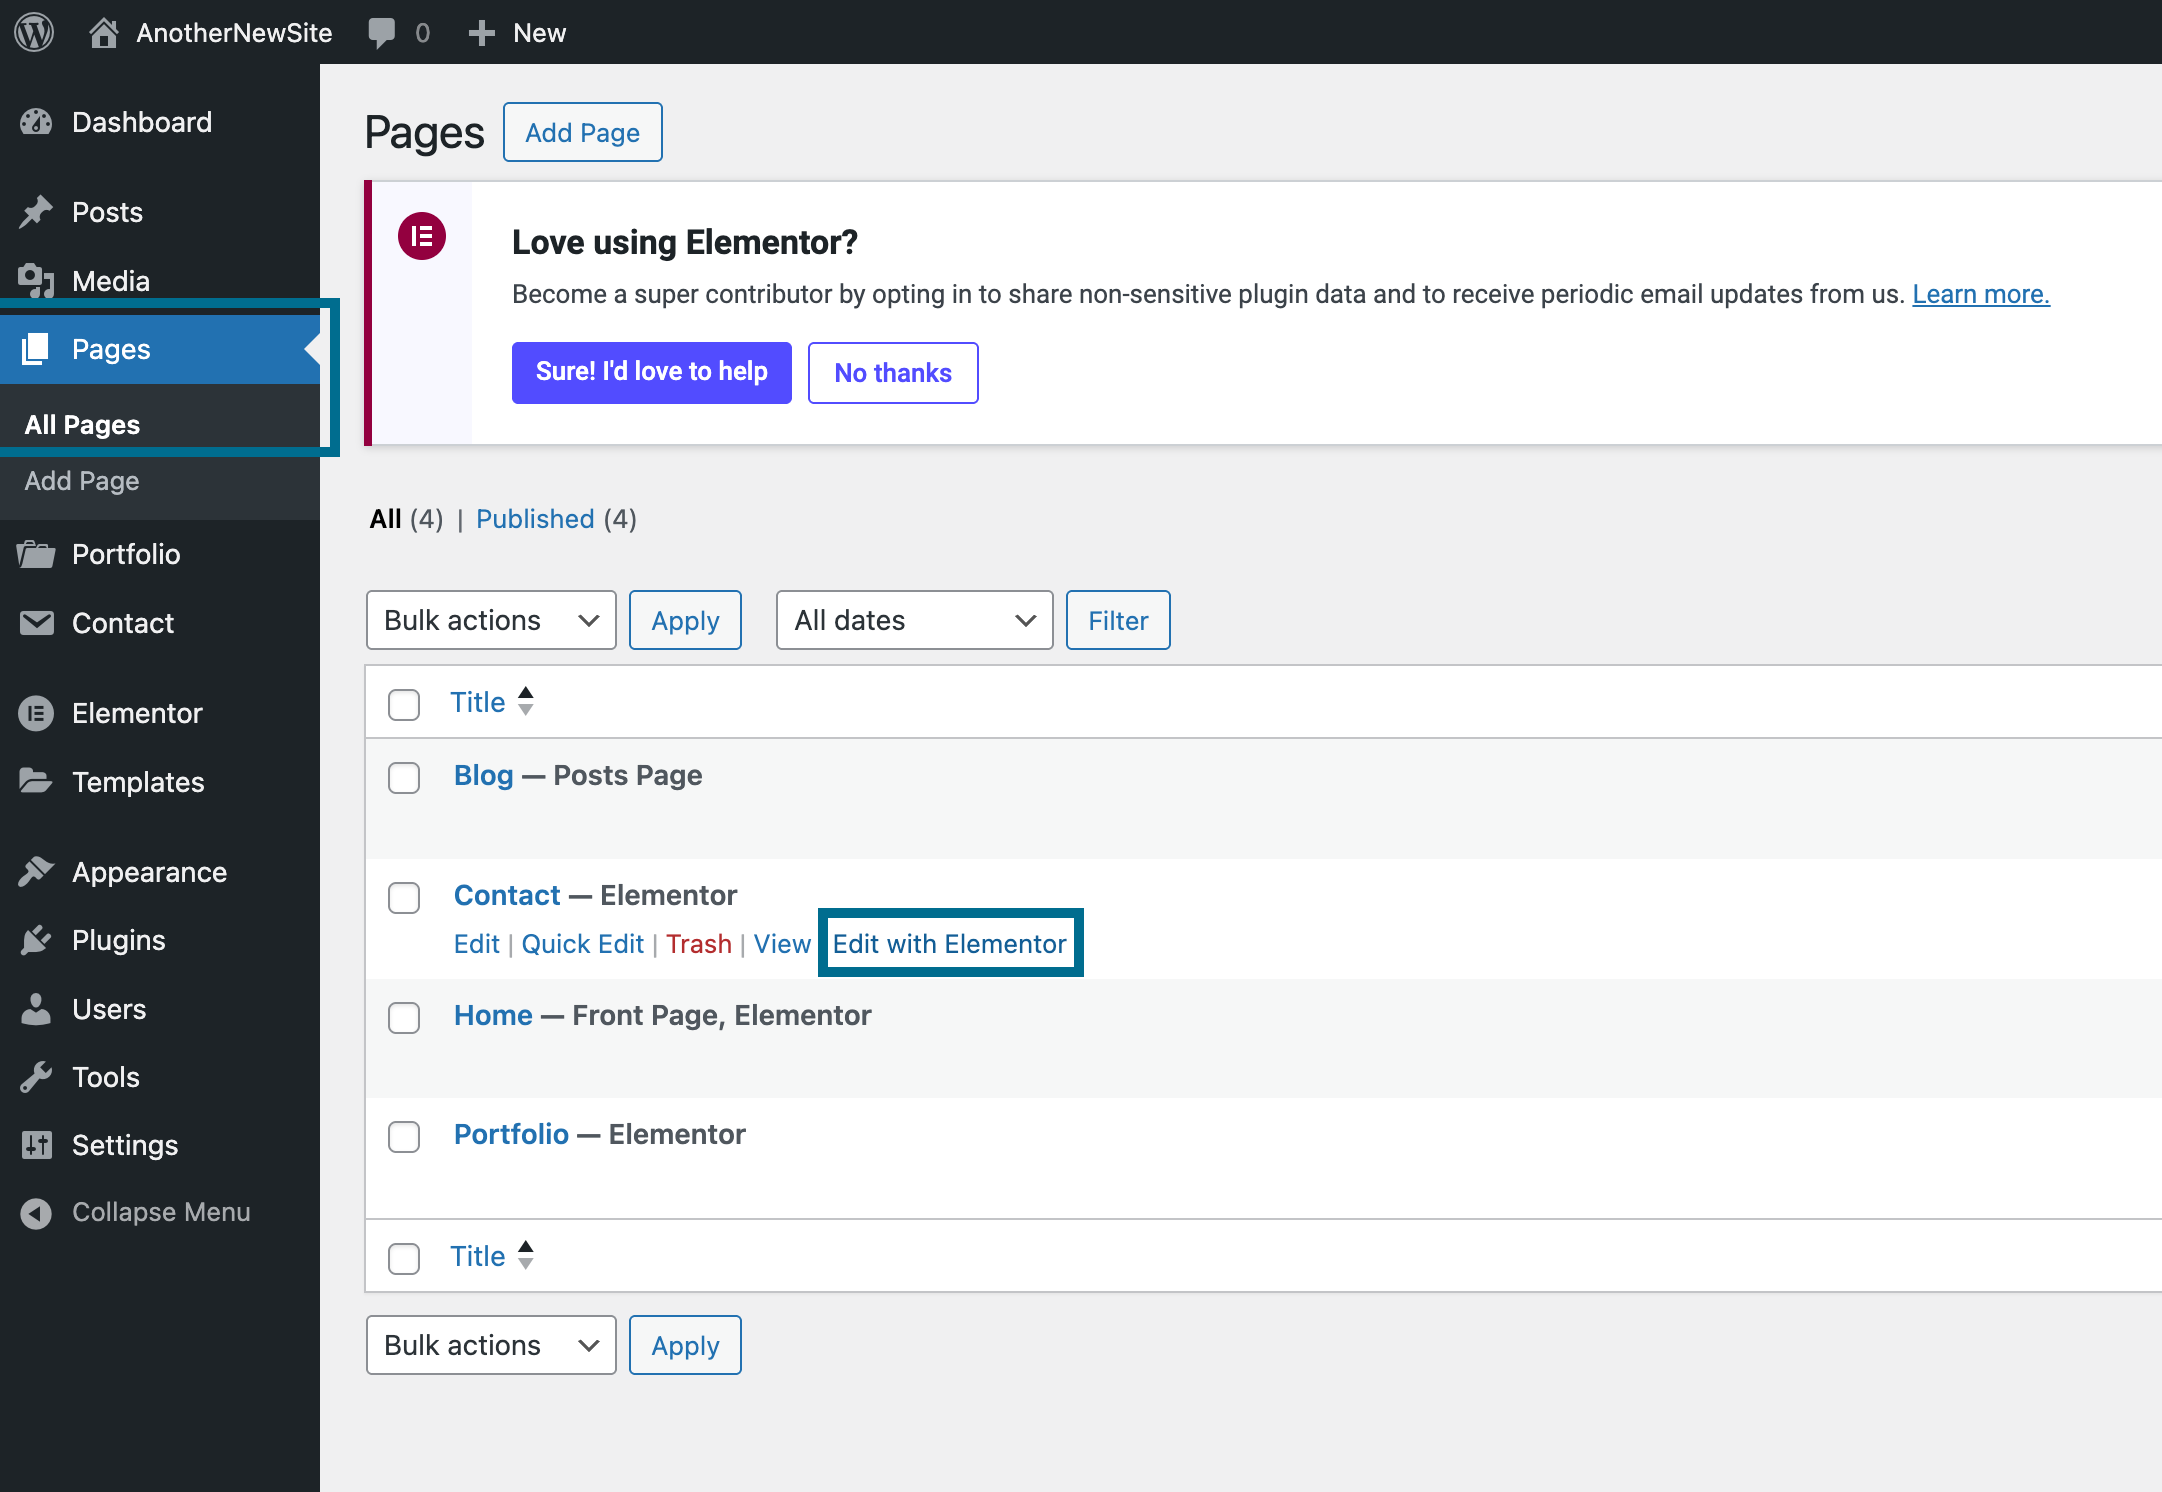 AnotherNewSite 0 New
Dashboard
Posts
Media
Pages
All Pages
Add Page
Portfolio
Contact
Elementor
Templates
Appearance
Plugins
Users
Tools
Settings
Collapse Menu
Pages Add Page
Love using Elementor?
Become a super contributor by opting in to share non-sensitive plugin data and to receive periodic email updates from us. Learn more.
Sure! I'd love to help No thanks
All (4) | Published (4)
Bulk actions Apply All dates Filter
Title
Blog — Posts Page
Contact — Elementor
Edit | Quick Edit | Trash | View Edit with Elementor
Home — Front Page, Elementor
Portfolio — Elementor
Title
Bulk actions Apply